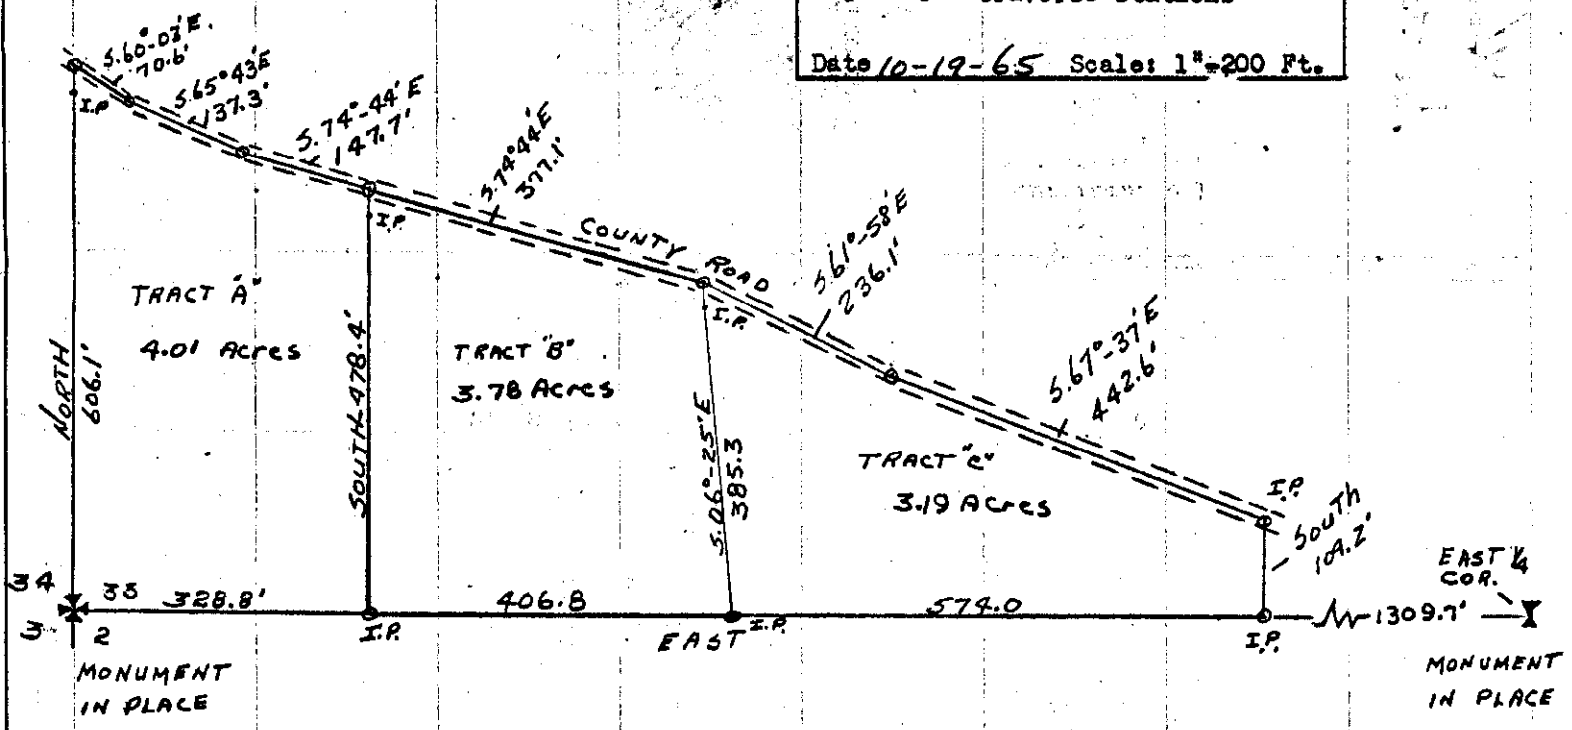 Date 10-19-65 Scale: 1"=200 Ft.
S.60°-02'E.
70.6'
S.65°43'E
137.3'
S.74°-44'E
147.7'
S.74°44'E
377.1'
COUNTY ROAD
S.61°-58'E
236.1'
S.67°-37'E
442.6'
I.P.
I.P.
I.P.
I.P.
TRACT "A"
4.01 Acres
TRACT "B"
3.78 Acres
TRACT "C"
3.19 Acres
NORTH
606.1'
SOUTH-478.4'
S.06°-25'E
385.3
SOUTH
104.2'
EAST 1/4
COR.
34
35
328.8'
406.8
574.0
1309.7'
3
2
I.P.
EAST
I.P.
I.P.
MONUMENT
IN PLACE
MONUMENT
IN PLACE